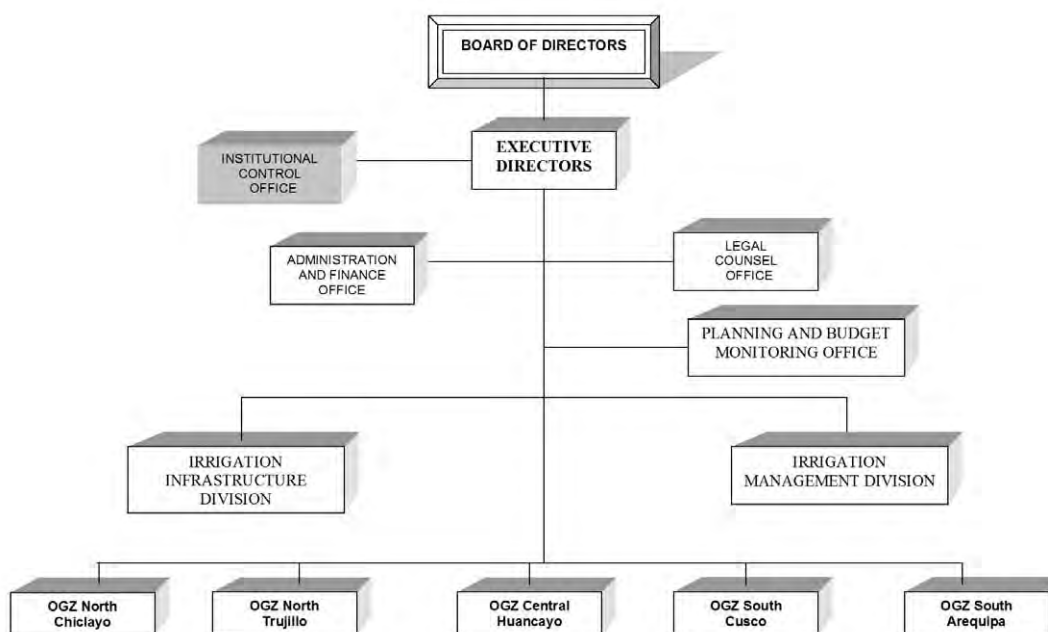 BOARD OF DIRECTORS
EXECUTIVE
DIRECTORS
INSTITUTIONAL
CONTROL
OFFICE
ADMINISTRATION
AND FINANCE
OFFICE
LEGAL
COUNSEL
OFFICE
PLANNING AND BUDGET
MONITORING OFFICE
IRRIGATION
INFRASTRUCTURE
DIVISION
IRRIGATION
MANAGEMENT DIVISION
OGZ North
Chiclayo
OGZ North
Trujillo
OGZ Central
Huancayo
OGZ South
Cusco
OGZ South
Arequipa